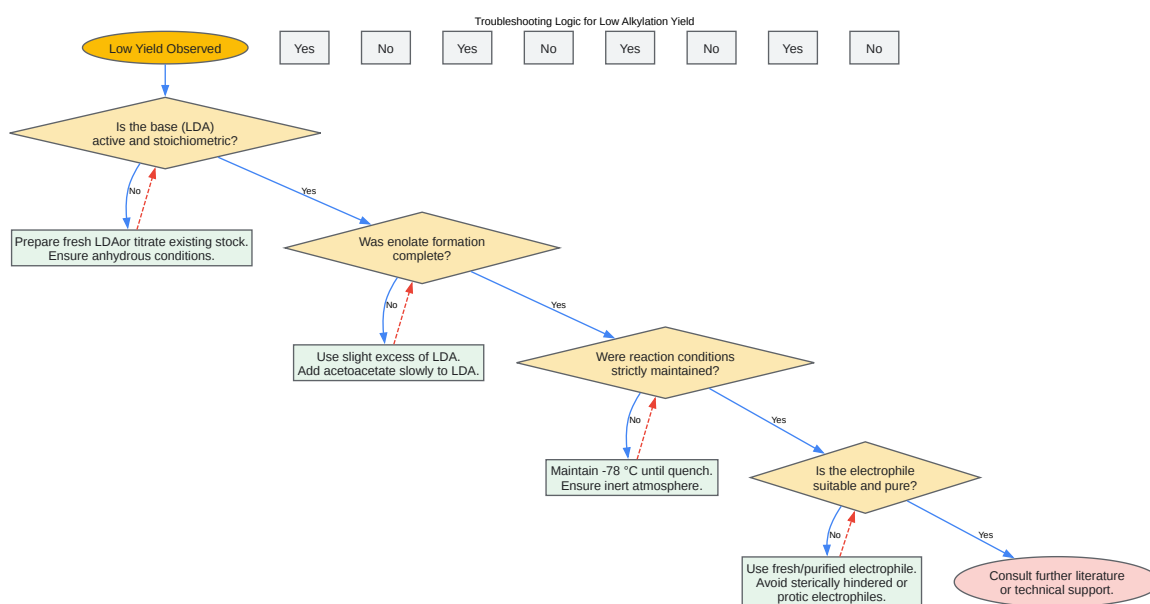 Troubleshooting Logic for Low Alkylation Yield
Low Yield Observed
Yes
No
Yes
No
Yes
No
Yes
No
Is the base (LDA)
active and stoichiometric?
No
Yes
Prepare fresh LDAor titrate existing stock.
Ensure anhydrous conditions.
Was enolate formation
complete?
No
Yes
Use slight excess of LDA.
Add acetoacetate slowly to LDA.
Were reaction conditions
strictly maintained?
No
Yes
Maintain -78 °C until quench.
Ensure inert atmosphere.
Is the electrophile
suitable and pure?
No
Yes
Use fresh/purified electrophile.
Avoid sterically hindered or
protic electrophiles.
Consult further literature
or technical support.